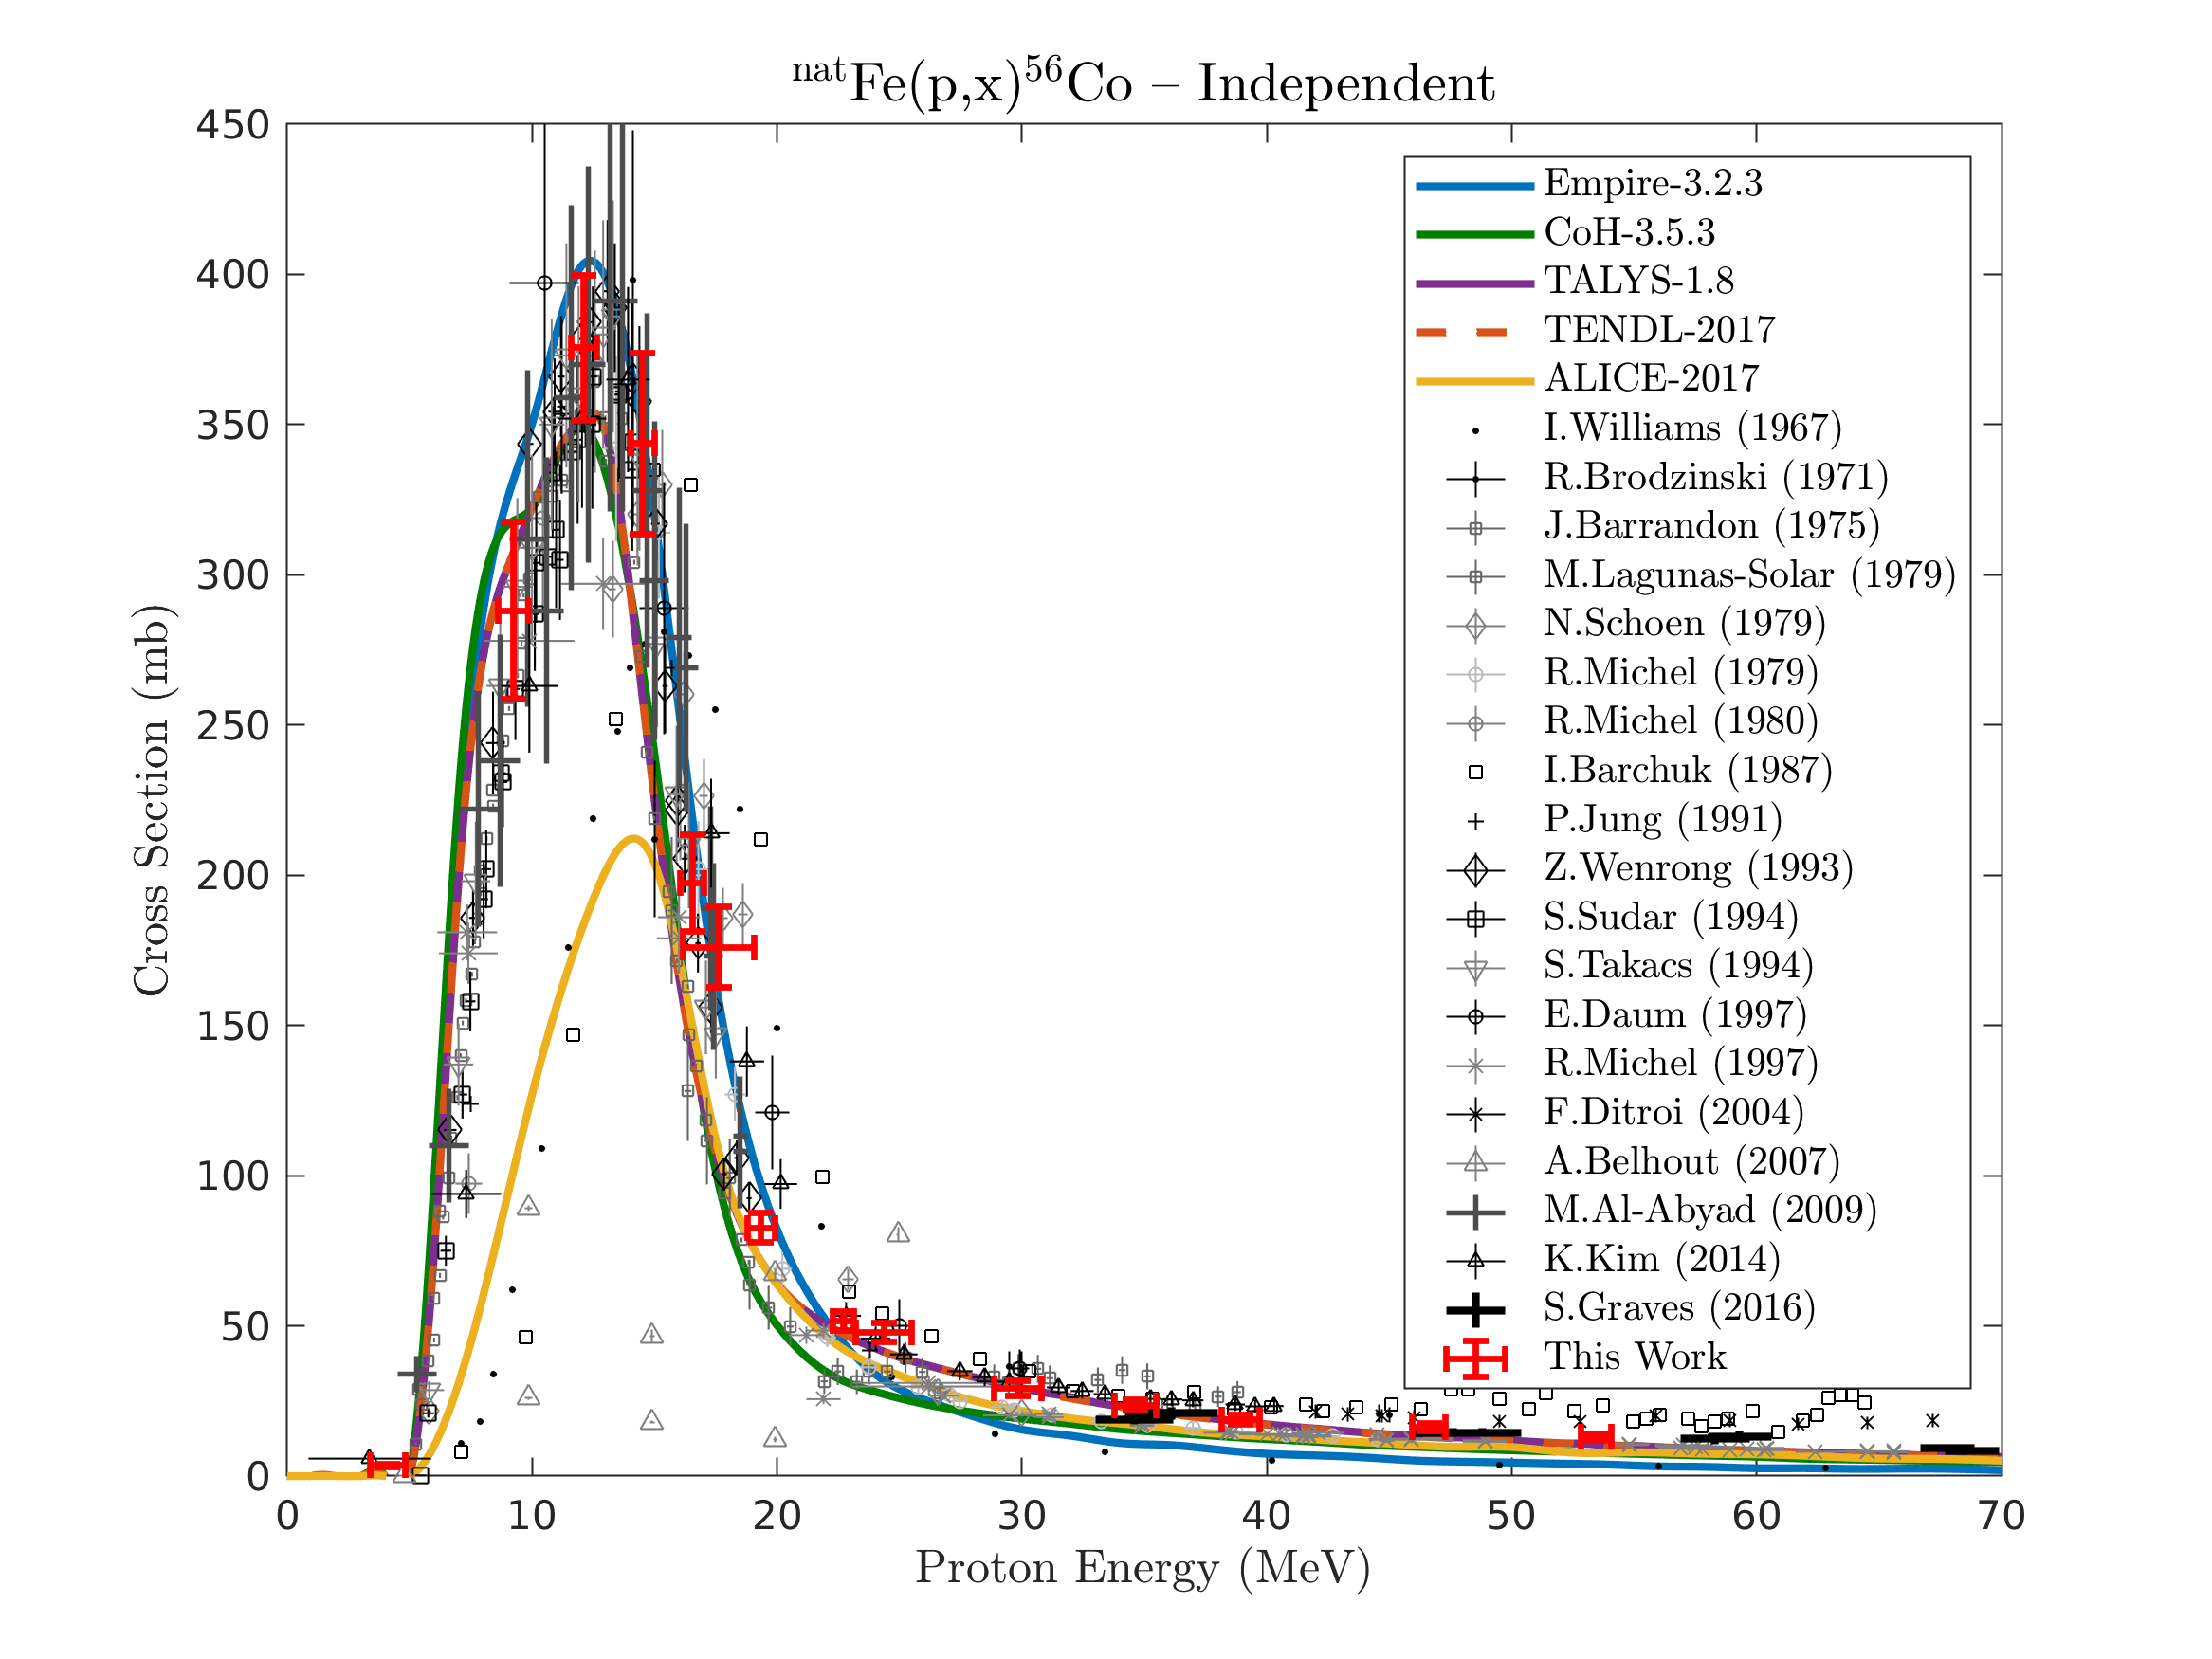 natFe(p,x)56Co – Independent
Cross Section (mb)
450
400
350
300
250
200
150
100
50
0
0 10 20 30 40 50 60 70
Proton Energy (MeV)
Empire-3.2.3
CoH-3.5.3
TALYS-1.8
TENDL-2017
ALICE-2017
I.Williams (1967)
R.Brodzinski (1971)
J.Barrandon (1975)
M.Lagunas-Solar (1979)
N.Schoen (1979)
R.Michel (1979)
R.Michel (1980)
I.Barchuk (1987)
P.Jung (1991)
Z.Wenrong (1993)
S.Sudar (1994)
S.Takacs (1994)
E.Daum (1997)
R.Michel (1997)
F.Ditroi (2004)
A.Belhout (2007)
M.Al-Abyad (2009)
K.Kim (2014)
S.Graves (2016)
This Work